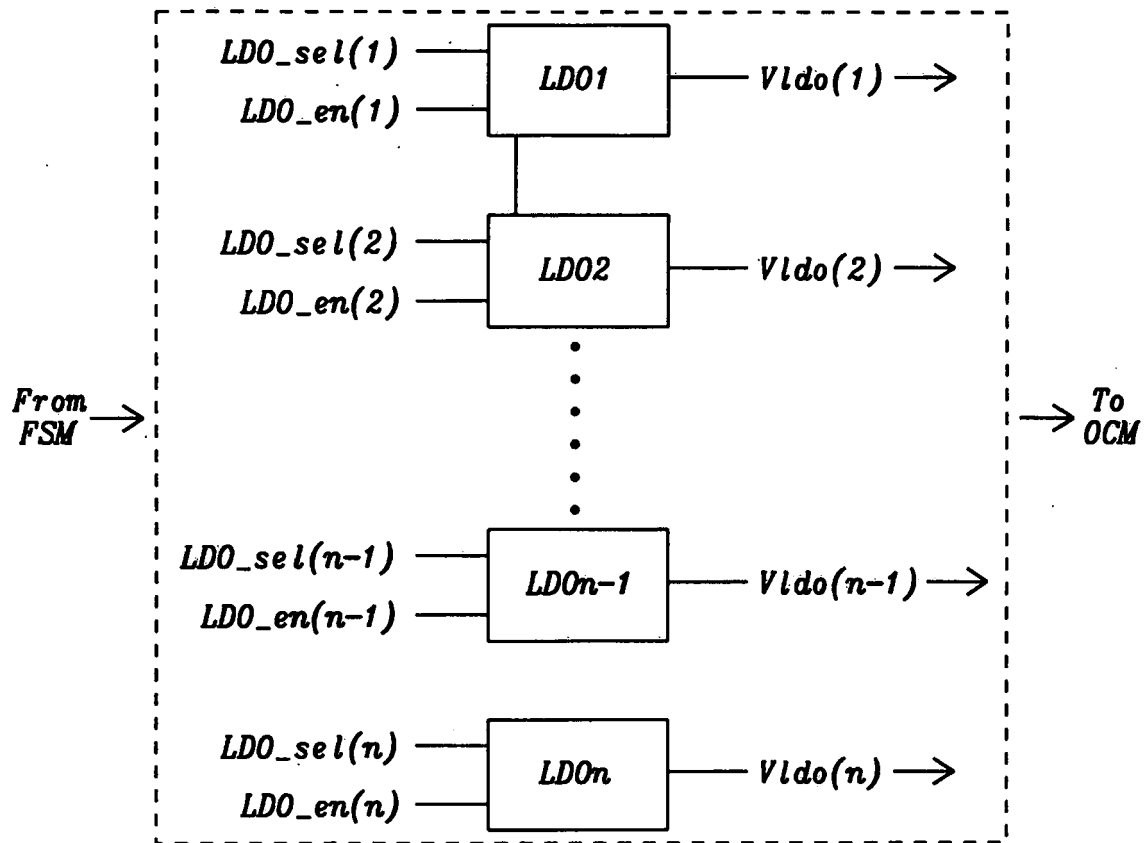 LDO_sel(1)
LDO_en(1)
LDO1
Vldo(1)
LDO_sel(2)
LDO_en(2)
LDO2
Vldo(2)
From
FSM
To
OCM
LDO_sel(n-1)
LDO_en(n-1)
LDOn-1
Vldo(n-1)
LDO_sel(n)
LDO_en(n)
LDOn
Vldo(n)